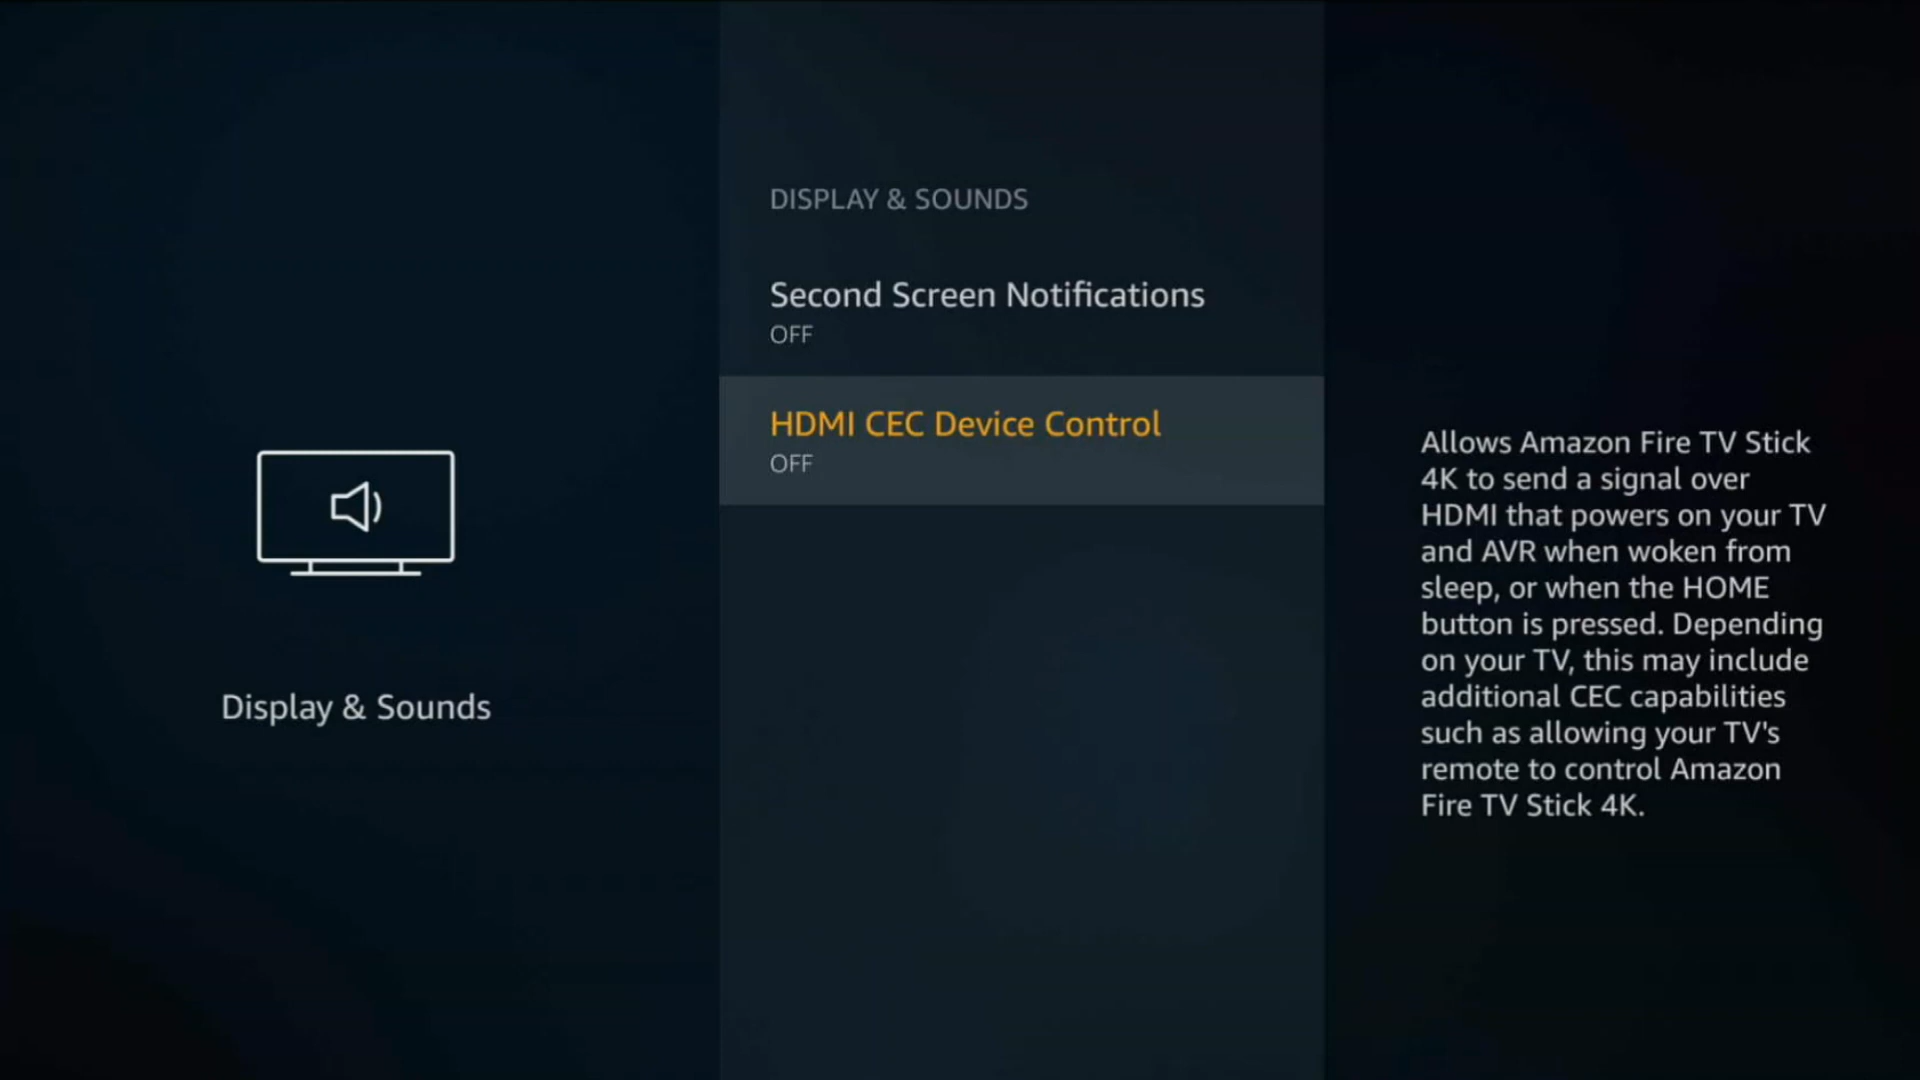 DISPLAY & SOUNDS
Second Screen Notifications
OFF
HDMI CEC Device Control
OFF
Display & Sounds
Allows Amazon Fire TV Stick
4K to send a signal over
HDMI that powers on your TV
and AVR when woken from
sleep, or when the HOME
button is pressed. Depending
on your TV, this may include
additional CEC capabilities
such as allowing your TV's
remote to control Amazon
Fire TV Stick 4K.